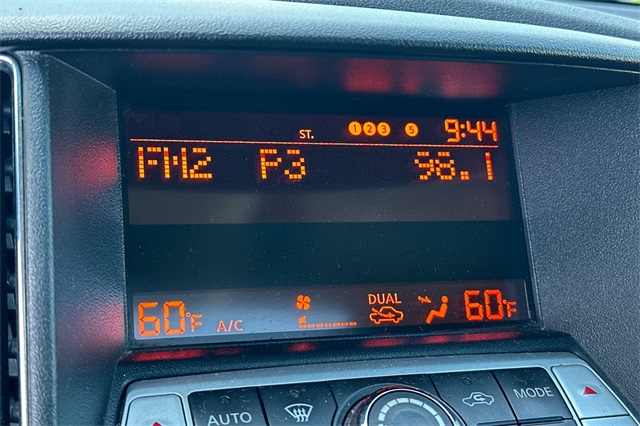 ST. 1 2 3 5 9:44
FM2 P3 98.1
DUAL
60°F A/C 60°F
AUTO MODE